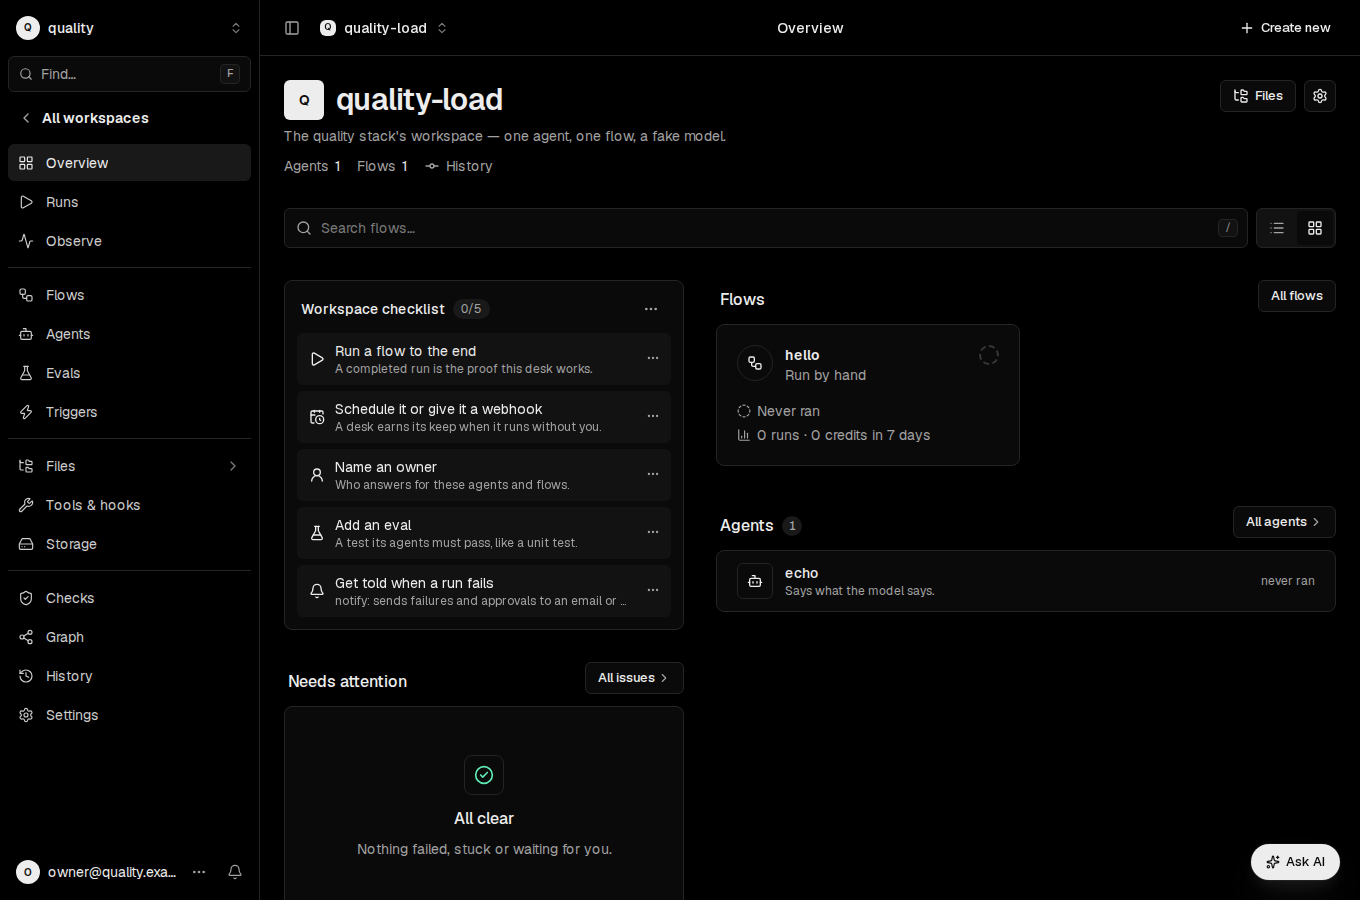 Q quality
Find...
F
All workspaces
Overview
Runs
Observe
Flows
Agents
Evals
Triggers
Files
Tools & hooks
Storage
Checks
Graph
History
Settings
O owner@quality.exa...
Q quality-load
Overview
Create new
Q quality-load
Files
The quality stack's workspace — one agent, one flow, a fake model.
Agents 1 Flows 1 History
Search flows...
/
Workspace checklist 0/5
Run a flow to the end
A completed run is the proof this desk works.
Schedule it or give it a webhook
A desk earns its keep when it runs without you.
Name an owner
Who answers for these agents and flows.
Add an eval
A test its agents must pass, like a unit test.
Get told when a run fails
notify: sends failures and approvals to an email or ...
Needs attention
All issues
All clear
Nothing failed, stuck or waiting for you.
Flows
All flows
hello
Run by hand
Never ran
0 runs · 0 credits in 7 days
Agents 1
All agents
echo
Says what the model says.
never ran
Ask AI